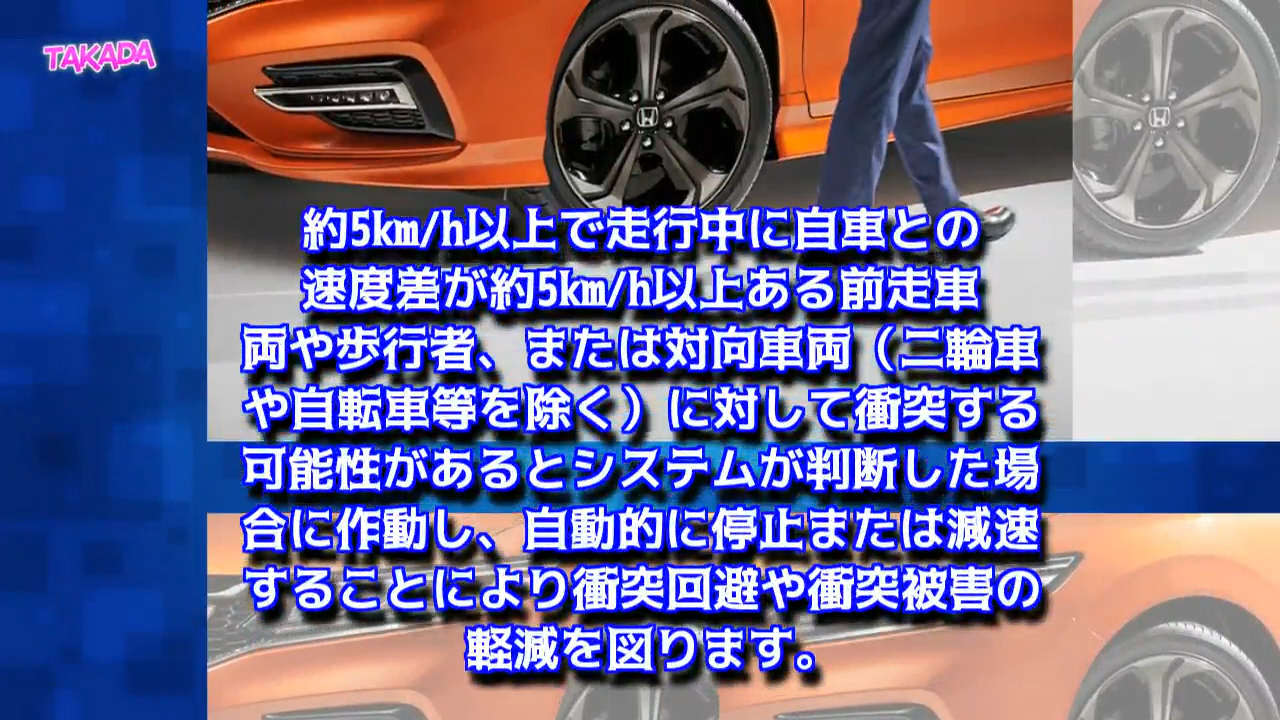 TAKADA
約5km/h以上で走行中に自車との
速度差が約5km/h以上ある前走車
両や歩行者、または対向車両（二輪車
や自転車等を除く）に対して衝突する
可能性があるとシステムが判断した場
合に作動し、自動的に停止または減速
することにより衝突回避や衝突被害の
軽減を図ります。